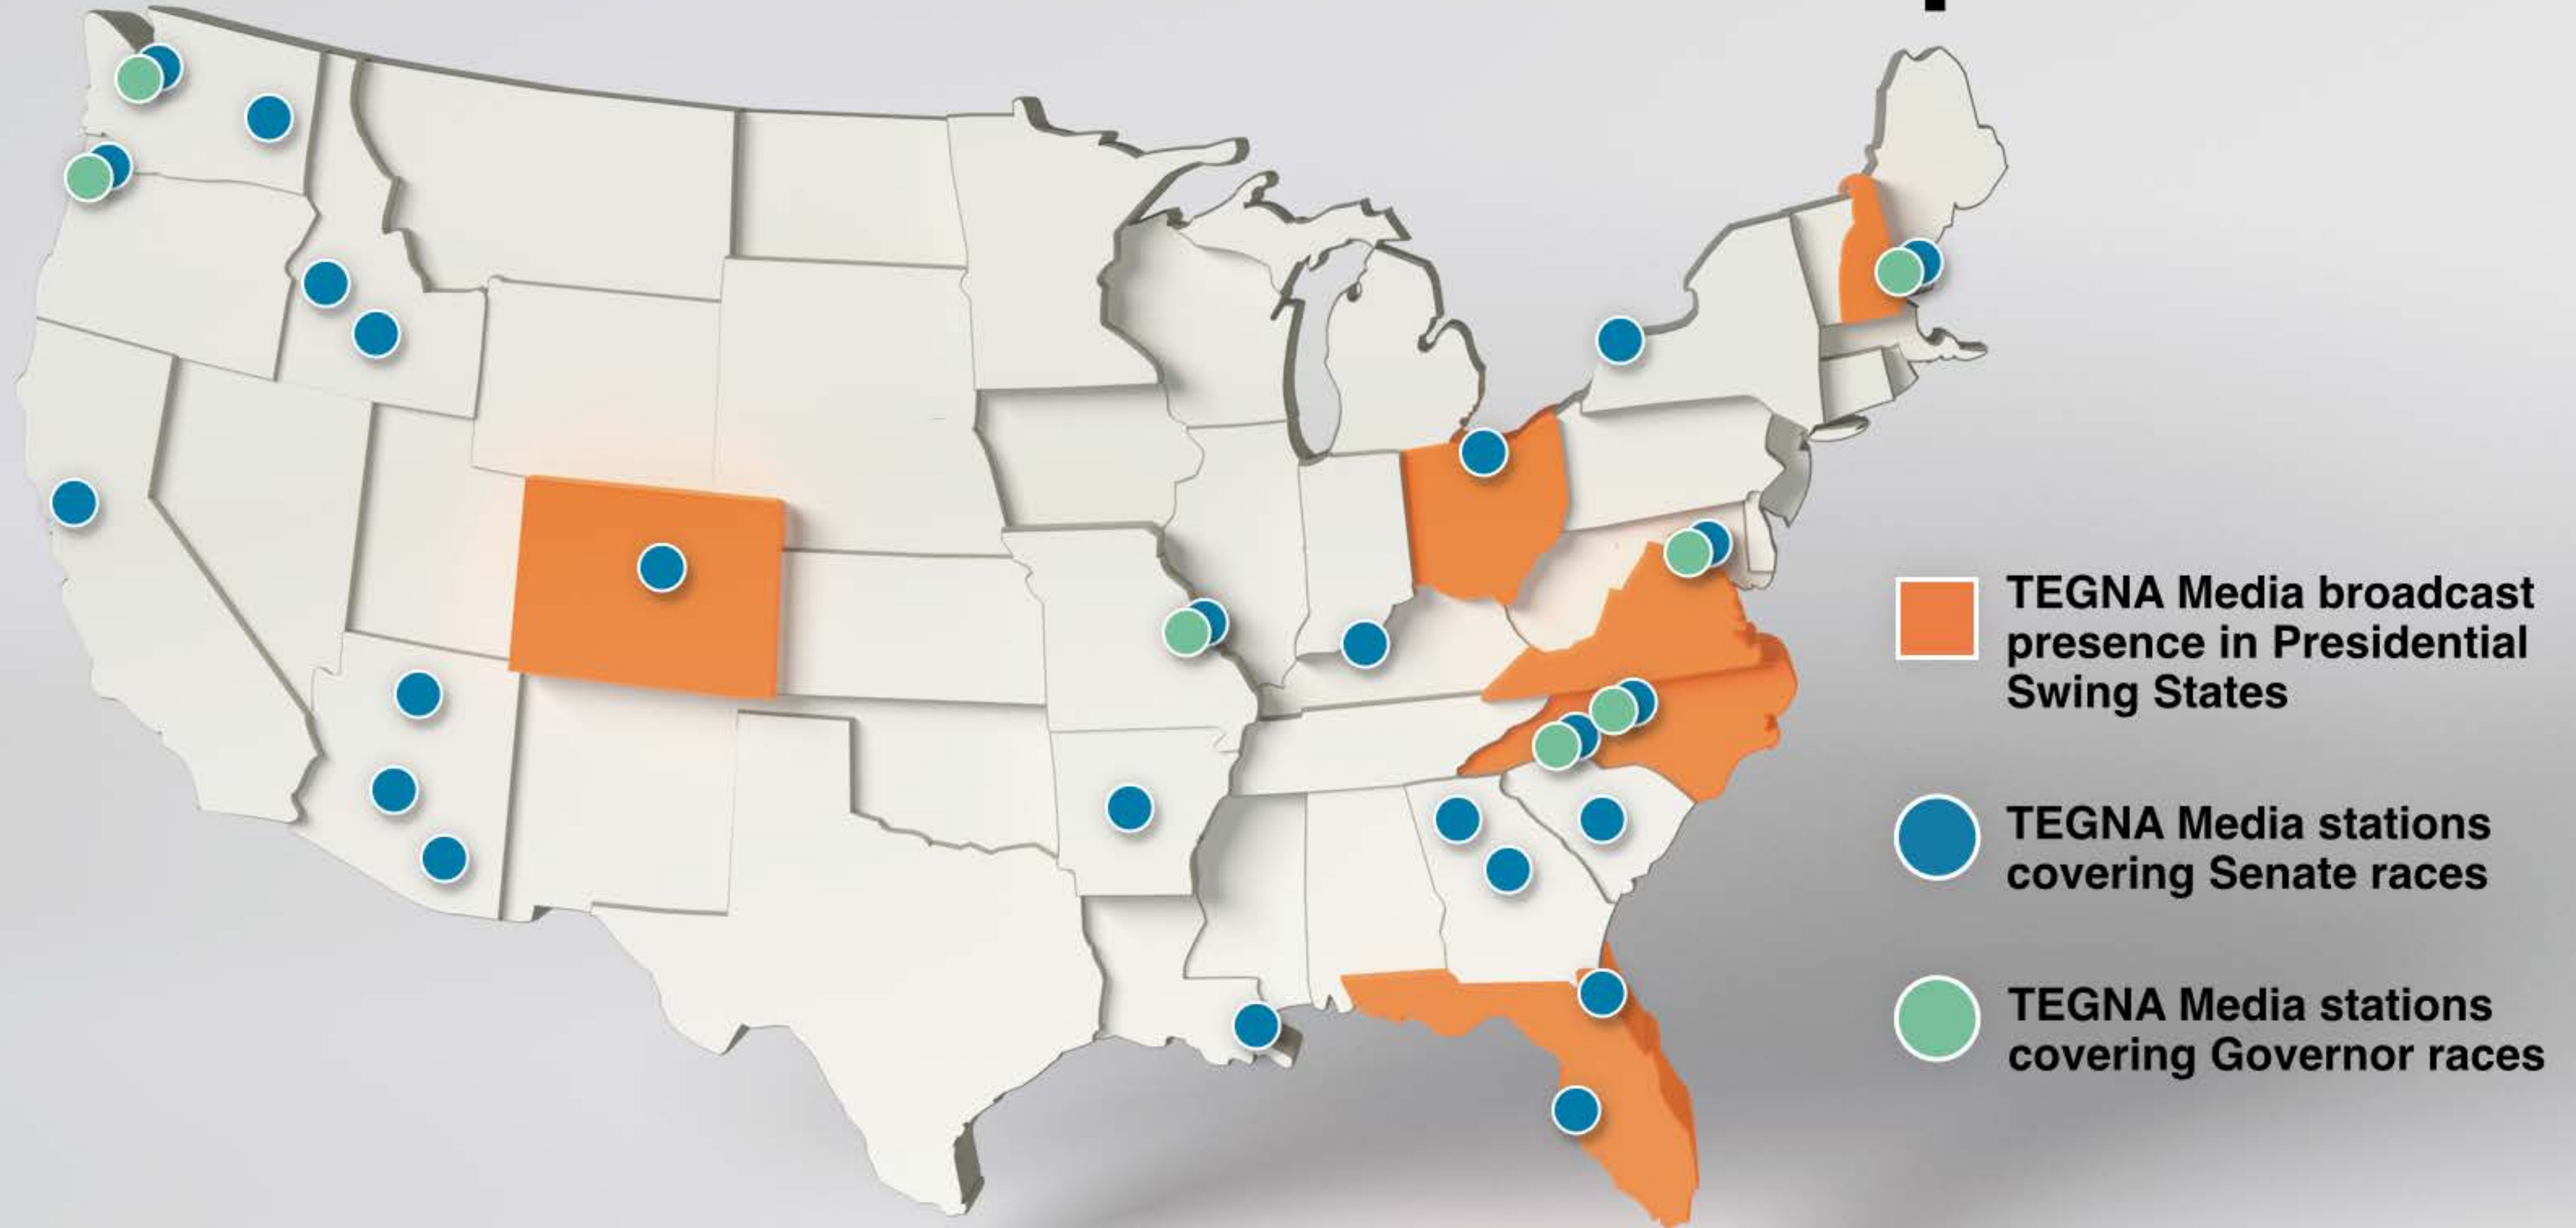 TEGNA Media broadcast
presence in Presidential
Swing States
TEGNA Media stations
covering Senate races
TEGNA Media stations
covering Governor races